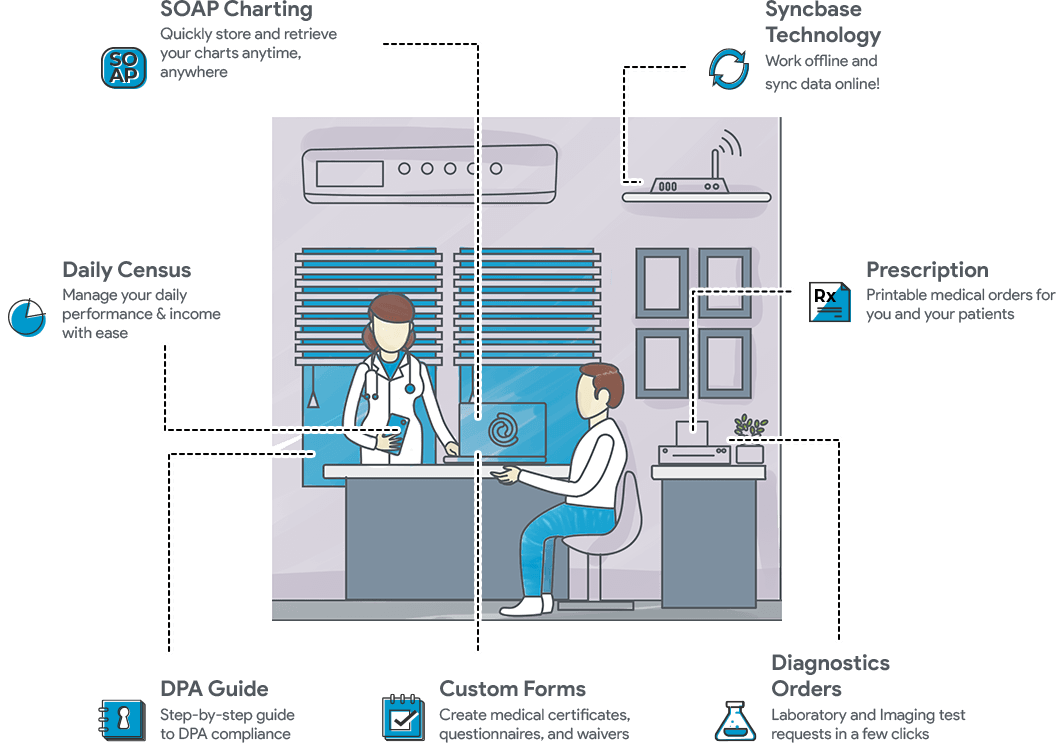 SOAP Charting
Quickly store and retrieve
your charts anytime,
anywhere
SO
AP
Syncbase
Technology
Work offline and
sync data online!
Daily Census
Manage your daily
performance & income
with ease
Prescription
Printable medical orders for
you and your patients
Rx
DPA Guide
Step-by-step guide
to DPA compliance
Custom Forms
Create medical certificates,
questionnaires, and waivers
Diagnostics
Orders
Laboratory and Imaging test
requests in a few clicks